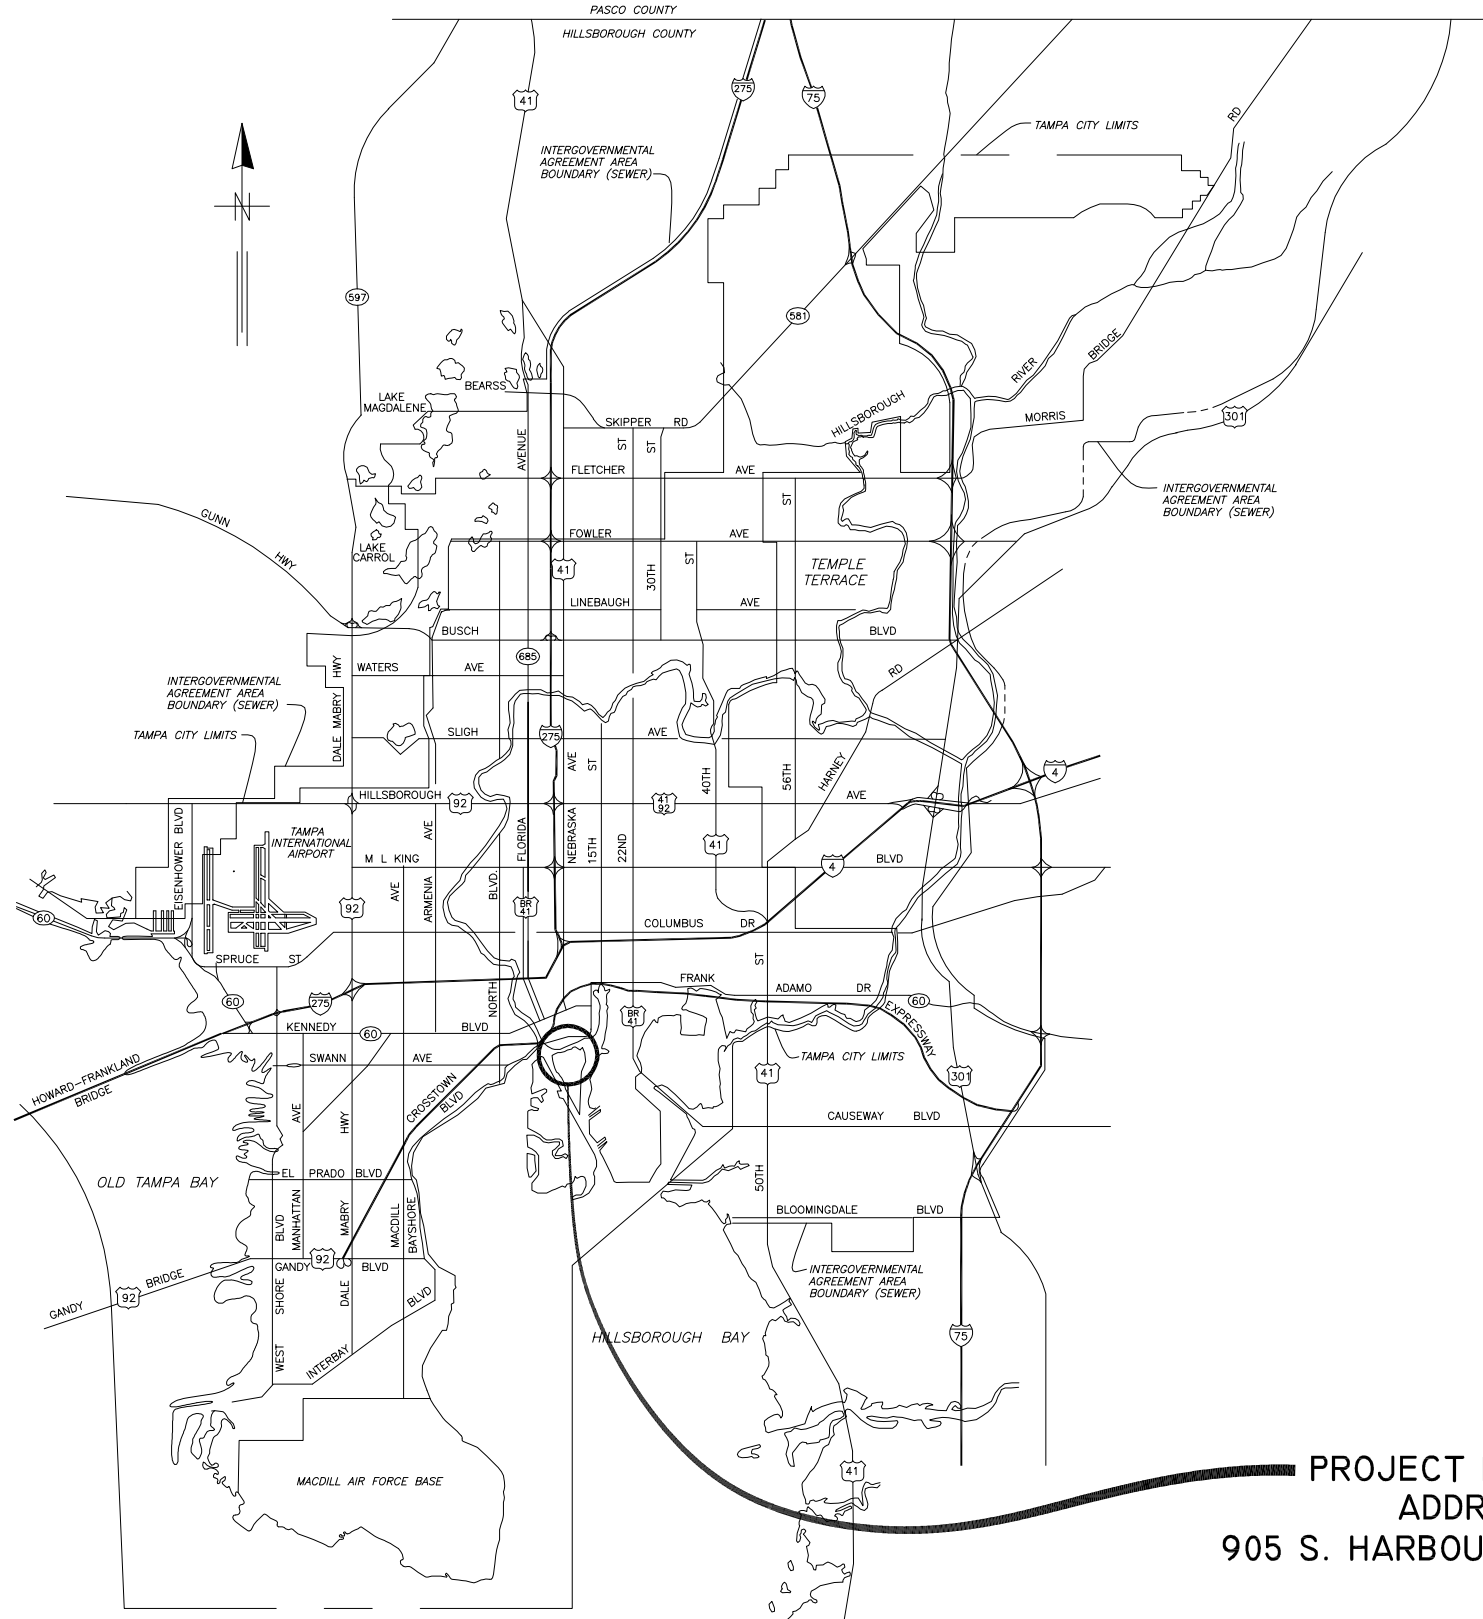 PASCO COUNTY
HILLSBOROUGH COUNTY
41
275
75
RD
TAMPA CITY LIMITS
INTERGOVERNMENTAL
AGREEMENT AREA
BOUNDARY (SEWER)
N
597
581
BEARSS
LAKE
MAGDALENE
AVENUE
SKIPPER RD
ST
ST
HILLSBOROUGH
RIVER
BRIDGE
MORRIS
301
FLETCHER AVE
ST
INTERGOVERNMENTAL
AGREEMENT AREA
BOUNDARY (SEWER)
GUNN
HWY
LAKE
CARROL
FOWLER AVE
41
30TH
ST
TEMPLE
TERRACE
LINEBAUGH AVE
BUSCH BLVD
685
WATERS AVE
RD
INTERGOVERNMENTAL
AGREEMENT AREA
BOUNDARY (SEWER)
TAMPA CITY LIMITS
DALE MABRY HWY
SLIGH AVE
275
AVE
ST
40TH
56TH
HARNEY
4
HILLSBOROUGH
92
41
92
AVE
EISENHOWER BLVD
TAMPA
INTERNATIONAL
AIRPORT
AVE
FLORIDA
NEBRASKA
15TH
22ND
41
M L KING
4
BLVD
AVE
ARMENIA
BLVD.
60
92
BR
41
COLUMBUS DR
SPRUCE ST
ST
FRANK
ADAMO DR
60
275
60
NORTH
BR
41
EXPRESSWAY
KENNEDY
60
BLVD
SWANN AVE
TAMPA CITY LIMITS
HOWARD-FRANKLAND
BRIDGE
CROSSTOWN
BLVD
41
301
AVE
HWY
CAUSEWAY BLVD
OLD TAMPA BAY
EL PRADO BLVD
50TH
BLVD
MANHATTAN
MABRY
MACDILL
BAYSHORE
BLOOMINGDALE BLVD
92
GANDY BLVD
INTERGOVERNMENTAL
AGREEMENT AREA
BOUNDARY (SEWER)
GANDY
92
BRIDGE
SHORE
DALE
BLVD
WEST
INTERBAY
HILLSBOROUGH BAY
75
MACDILL AIR FORCE BASE
41
PROJECT
ADDR
905 S. HARBOU